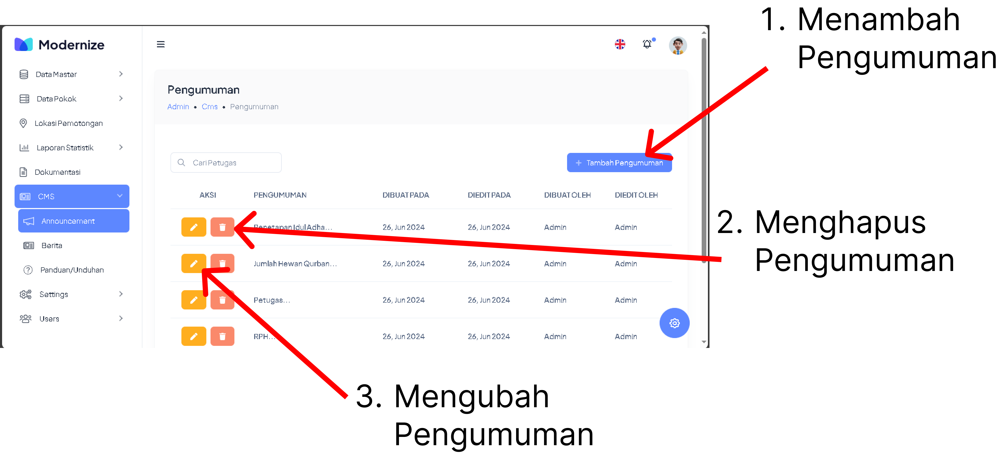 1. Menambah
Pengumuman
Modernize
Data Master
Data Pokok
Lokasi Pemotongan
Laporan Statistik
Dokumentasi
CMS
Announcement
Berita
Panduan/Unduhan
Settings
Users
Pengumuman
Admin • Cms • Pengumuman
Cari Petugas
+ Tambah Pengumuman
AKSI PENGUMUMAN DIBUAT PADA DIEDIT PADA DIBUAT OLEH DIEDIT OLEH
Penetapan Idul Adha... 26, Jun 2024 26, Jun 2024 Admin Admin
Jumlah Hewan Qurban... 26, Jun 2024 26, Jun 2024 Admin Admin
Petugas... 26, Jun 2024 26, Jun 2024 Admin Admin
RPH... 26, Jun 2024 26, Jun 2024 Admin Admin
2. Menghapus
Pengumuman
3. Mengubah
Pengumuman